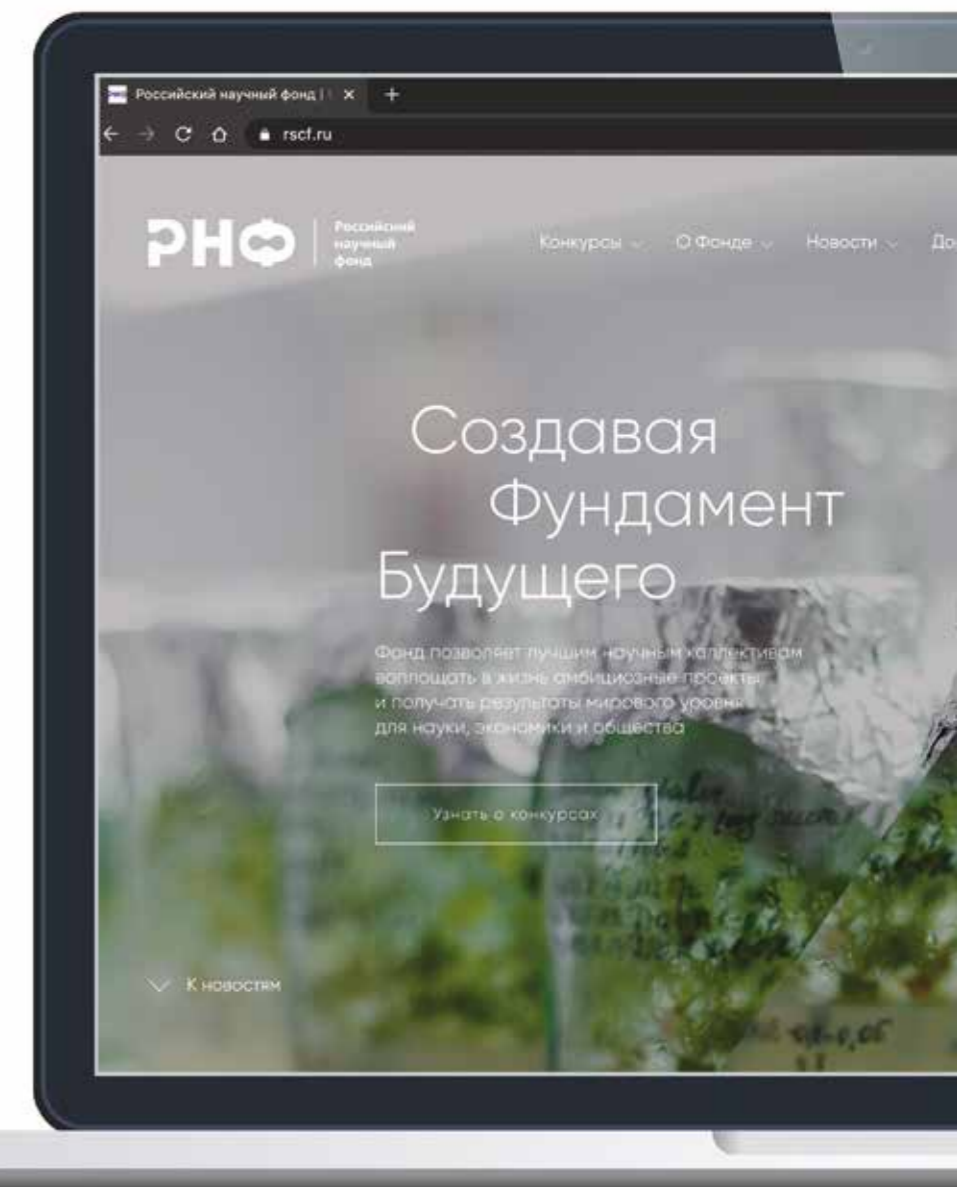 Российский научный фонд |
rscf.ru
РНФ
Российский
научный
фонд
Конкурсы
О Фонде
Новости
До
Создавая
Фундамент
Будущего
Фонд позволяет лучшим научным коллективам
воплощать в жизнь амбициозные проекты
и получать результаты мирового уровня
для науки, экономики и общества
Узнать о конкурсах
К новостям